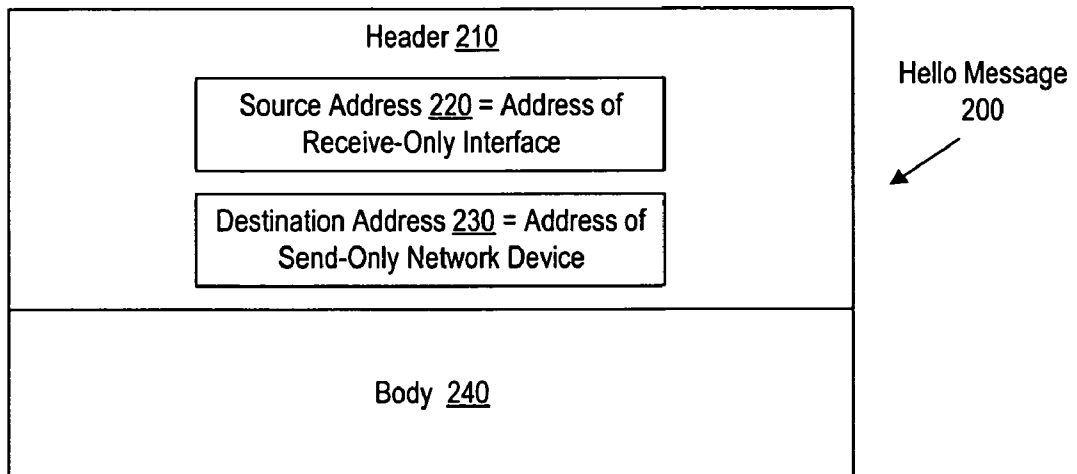 Header 210
Source Address 220 = Address of
Receive-Only Interface
Destination Address 230 = Address of
Send-Only Network Device
Body 240
Hello Message
200